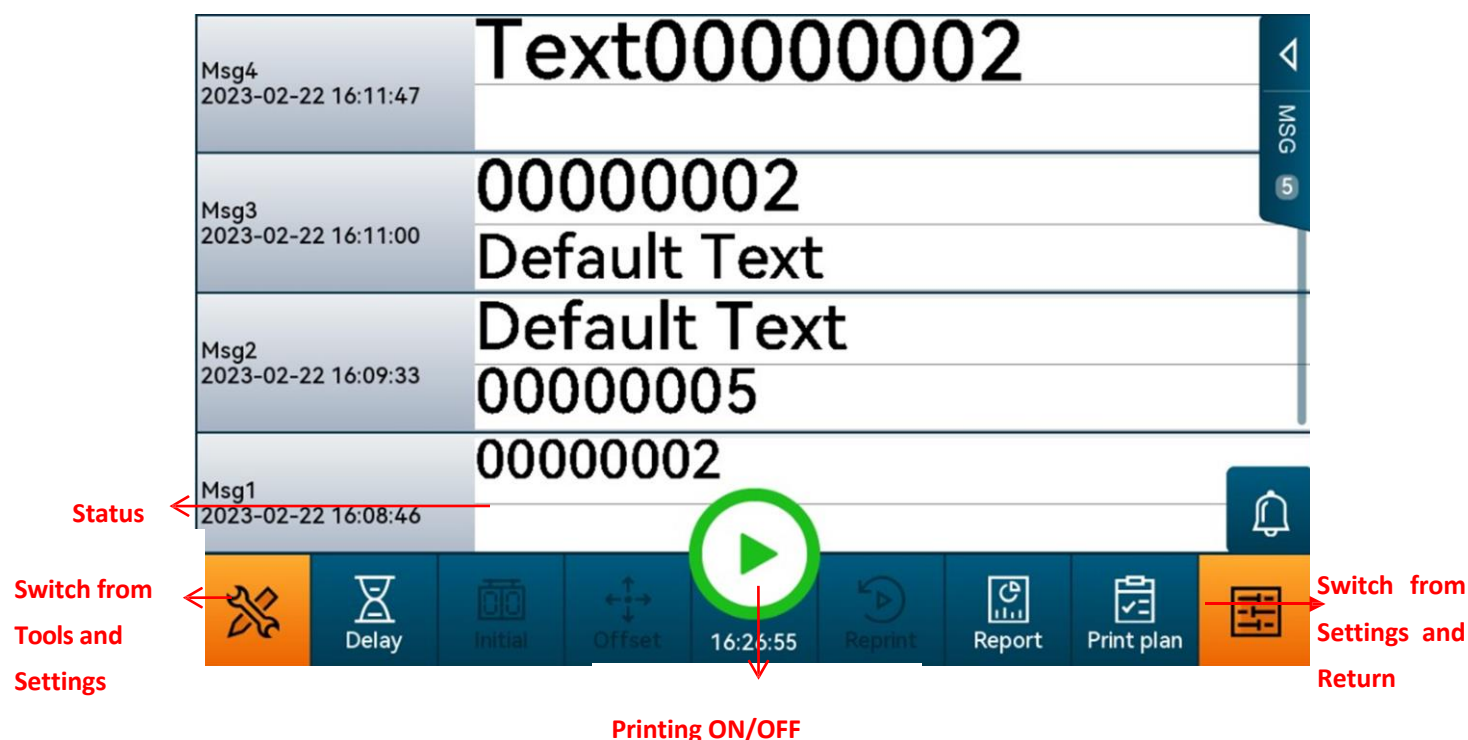 Msg4
2023-02-22 16:11:47
Text00000002
MSG
5
Msg3
2023-02-22 16:11:00
00000002
Default Text
Msg2
2023-02-22 16:09:33
Default Text
00000005
Msg1
2023-02-22 16:08:46
00000002
Status
Switch from
Tools and
Settings
Delay
Initial
Offset
16:26:55
Reprint
Report
Print plan
Switch from
Settings and
Return
Printing ON/OFF